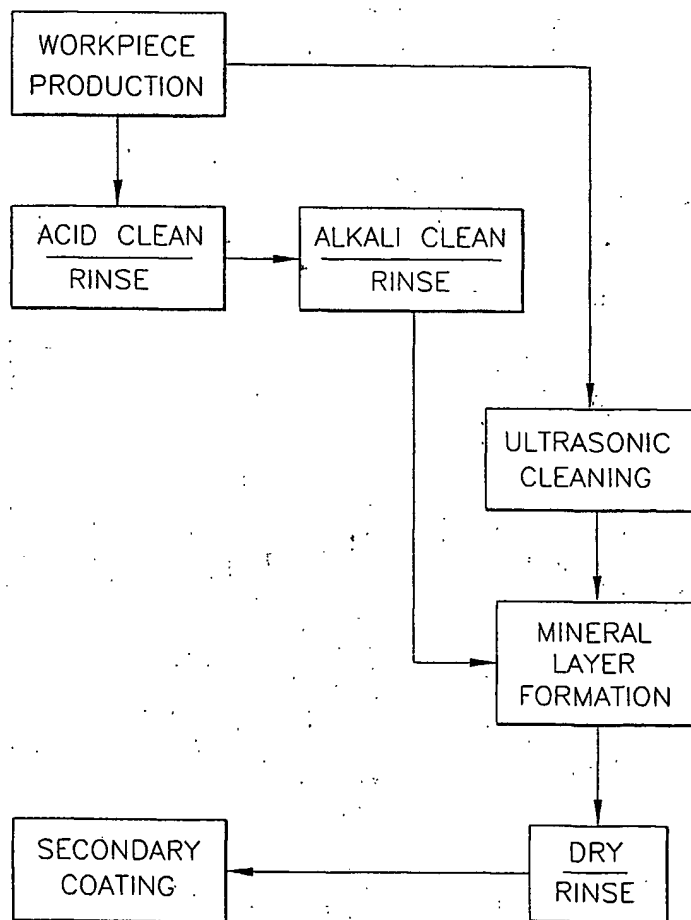 WORKPIECE
PRODUCTION
ACID CLEAN
RINSE
ALKALI CLEAN
RINSE
ULTRASONIC
CLEANING
MINERAL
LAYER
FORMATION
SECONDARY
COATING
DRY
RINSE